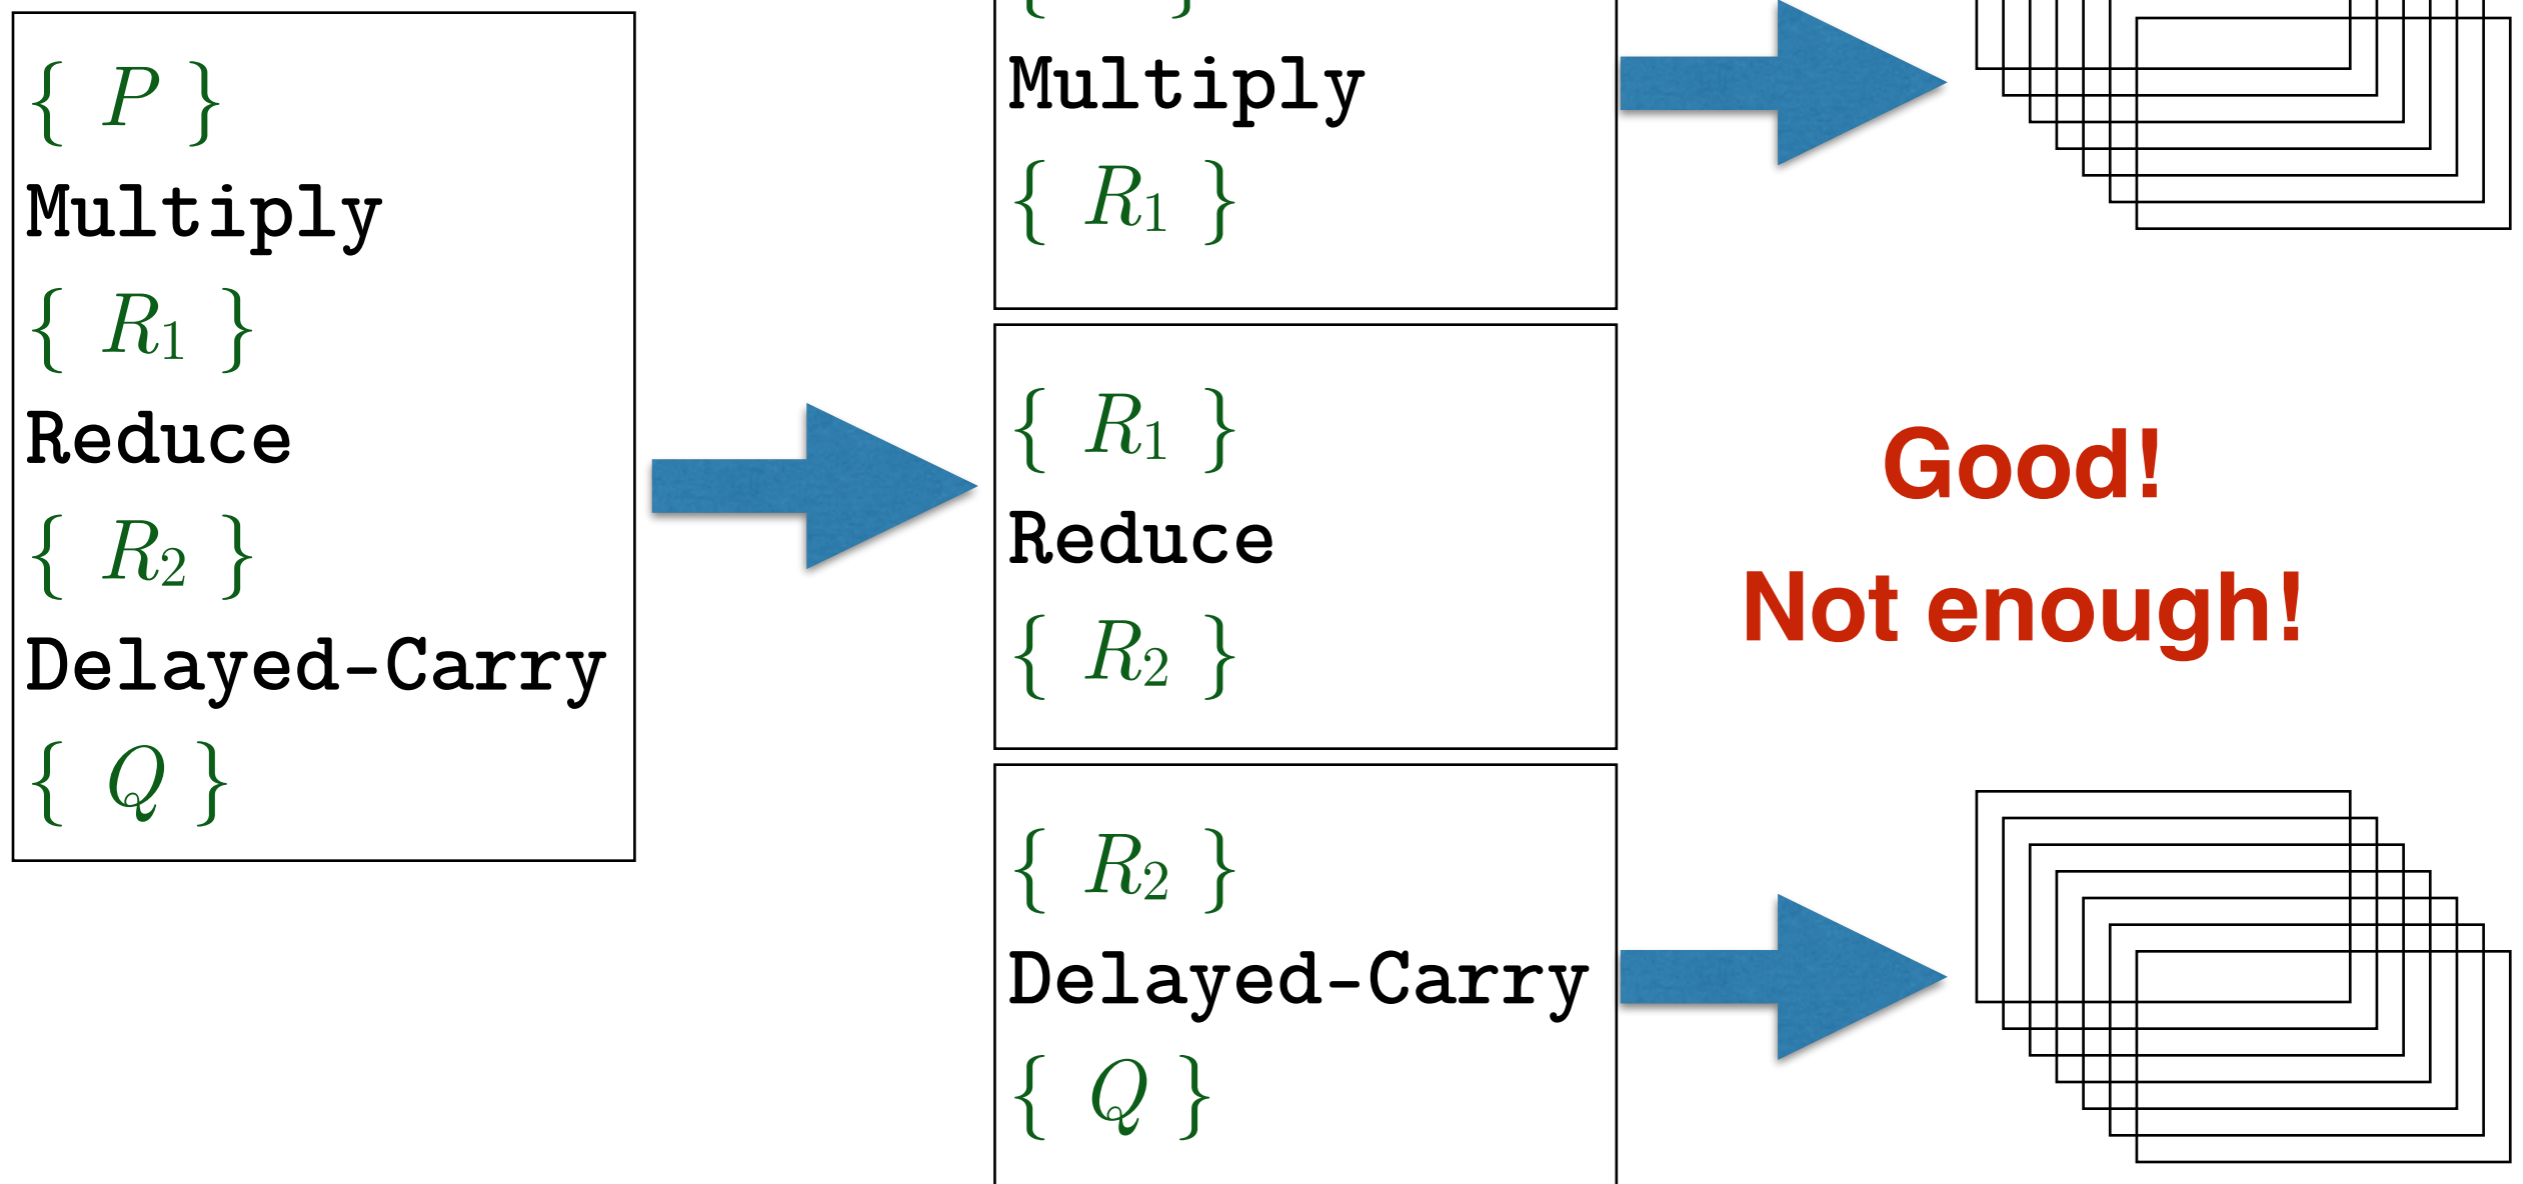 { P }
Multiply
{ R₁ }
Reduce
{ R₂ }
Delayed-Carry
{ Q }
Multiply
{ R₁ }
{ R₁ }
Reduce
{ R₂ }
{ R₂ }
Delayed-Carry
{ Q }
Good!
Not enough!